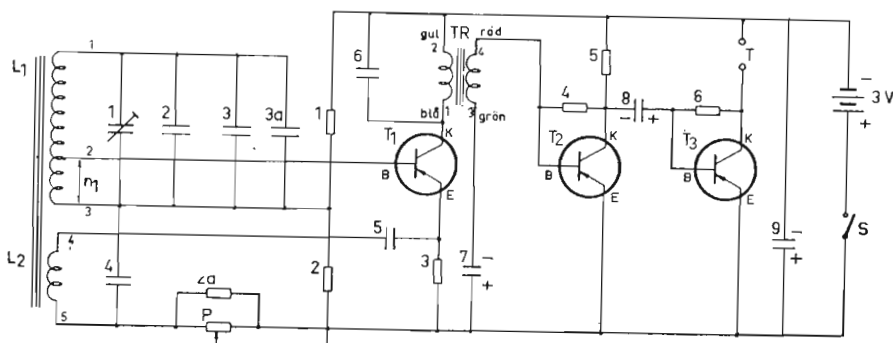 gul TR röd
1 2 4
L1 6 5 T −
1 2 3 3a 1 4 8 6 3 V
blå 1 3 grön − + +
T1 K T2 K T3 K
2
B B B
n1 E E E
3
4 5 S
L2 4 2a 2 3 7 − 9 −
P + +
5